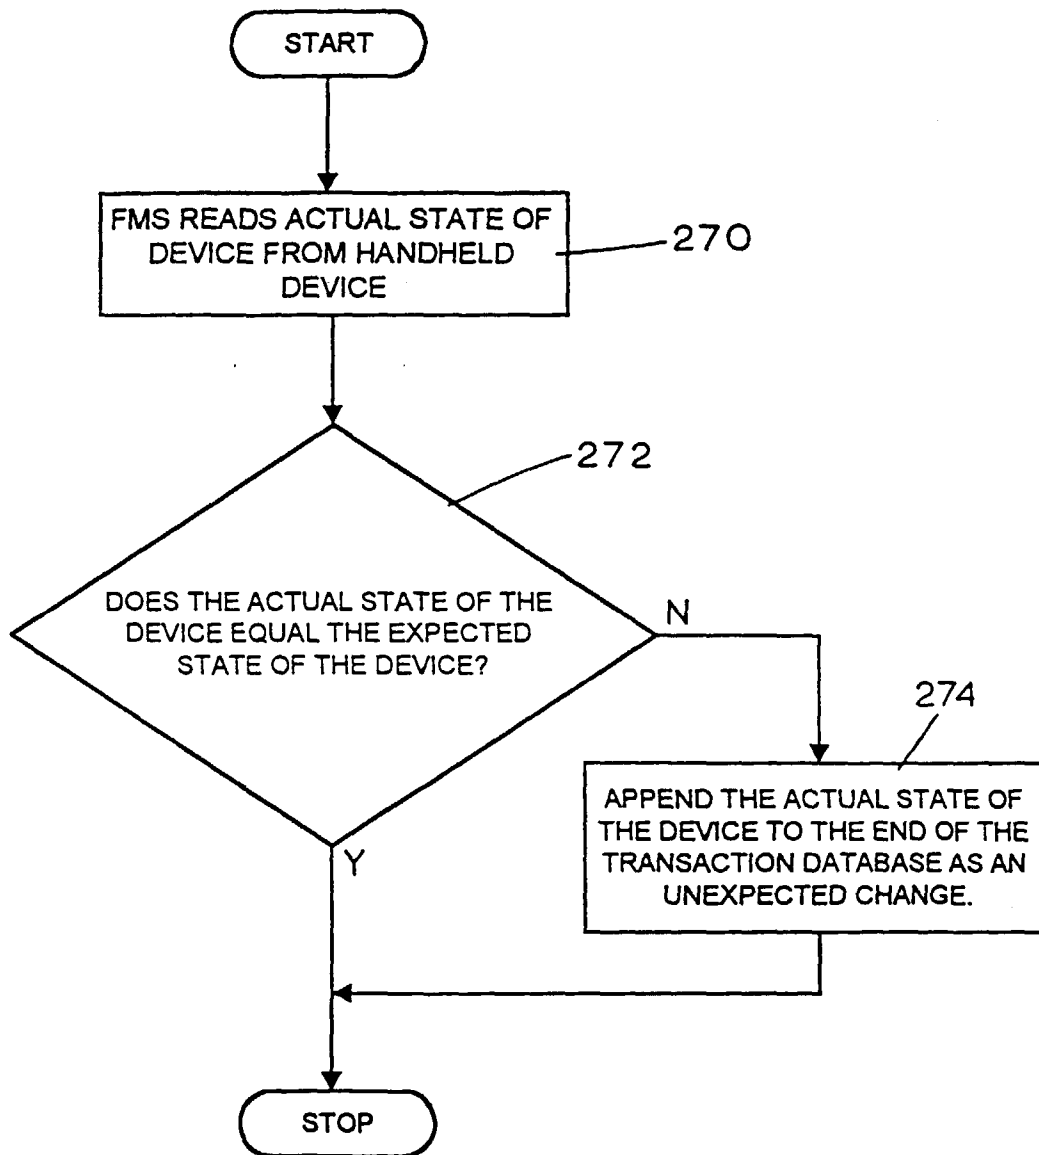 START
FMS READS ACTUAL STATE OF
DEVICE FROM HANDHELD
DEVICE
270
272
DOES THE ACTUAL STATE OF THE
DEVICE EQUAL THE EXPECTED
STATE OF THE DEVICE?
N
Y
274
APPEND THE ACTUAL STATE OF
THE DEVICE TO THE END OF THE
TRANSACTION DATABASE AS AN
UNEXPECTED CHANGE.
STOP